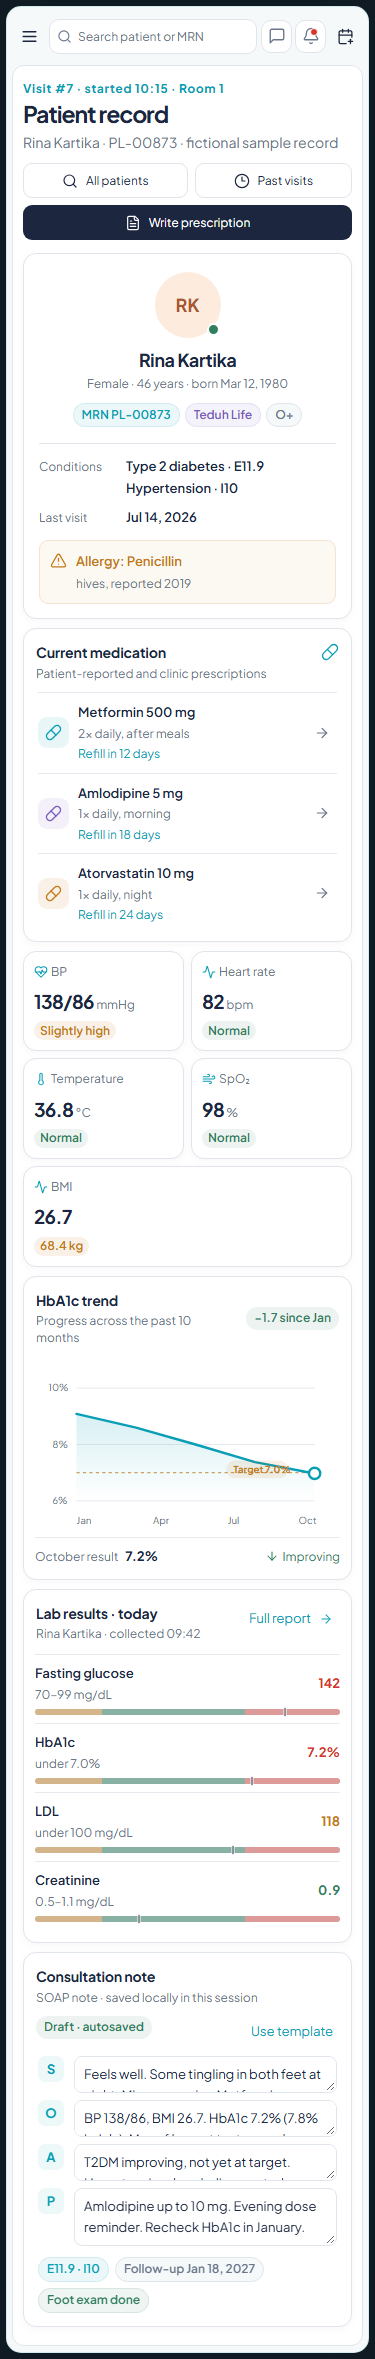 Search patient or MRN
Visit #7 · started 10:15 · Room 1
Patient record
Rina Kartika · PL-00873 · fictional sample record
All patients
Past visits
Write prescription
RK
Rina Kartika
Female · 46 years · born Mar 12, 1980
MRN PL-00873
Teduh Life
O+
Conditions
Type 2 diabetes · E11.9
Hypertension · I10
Last visit
Jul 14, 2026
Allergy: Penicillin
hives, reported 2019
Current medication
Patient-reported and clinic prescriptions
Metformin 500 mg
2× daily, after meals
Refill in 12 days
Amlodipine 5 mg
1× daily, morning
Refill in 18 days
Atorvastatin 10 mg
1× daily, night
Refill in 24 days
BP
138/86 mmHg
Slightly high
Heart rate
82 bpm
Normal
Temperature
36.8 °C
Normal
SpO₂
98 %
Normal
BMI
26.7
68.4 kg
HbA1c trend
Progress across the past 10
months
−1.7 since Jan
10%
8%
Target 7.0%
6%
Jan Apr Jul Oct
October result 7.2%
Improving
Lab results · today
Rina Kartika · collected 09:42
Full report
Fasting glucose
70–99 mg/dL
142
HbA1c
under 7.0%
7.2%
LDL
under 100 mg/dL
118
Creatinine
0.5–1.1 mg/dL
0.9
Consultation note
SOAP note · saved locally in this session
Draft · autosaved
Use template
S
Feels well. Some tingling in both feet at
O
BP 138/86, BMI 26.7. HbA1c 7.2% (7.8%
A
T2DM improving, not yet at target.
P
Amlodipine up to 10 mg. Evening dose
reminder. Recheck HbA1c in January.
E11.9 · I10
Follow-up Jan 18, 2027
Foot exam done